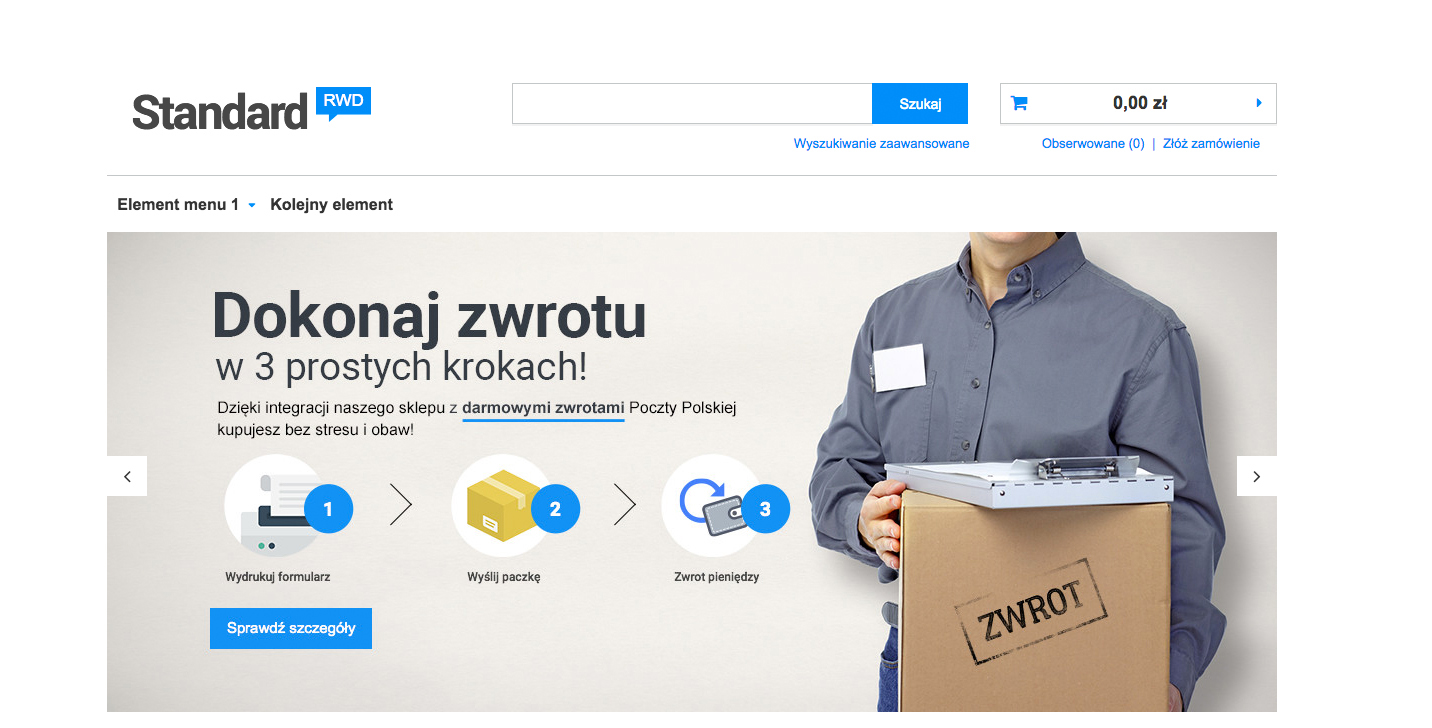 Standard RWD
Szukaj
0,00 zł
Wyszukiwanie zaawansowane
Obserwowane (0) | Złóż zamówienie
Element menu 1
Kolejny element
Dokonaj zwrotu
w 3 prostych krokach!
Dzięki integracji naszego sklepu z darmowymi zwrotami Poczty Polskiej
kupujesz bez stresu i obaw!
1
2
3
Wydrukuj formularz
Wyślij paczkę
Zwrot pieniędzy
Sprawdź szczegóły
ZWROT